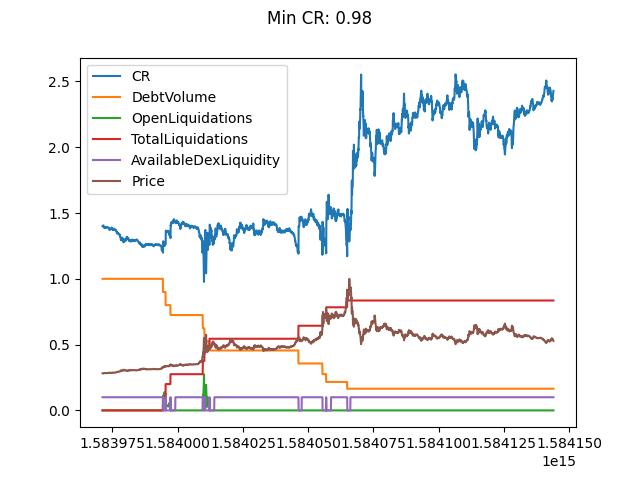 Min CR: 0.98
CR
DebtVolume
OpenLiquidations
TotalLiquidations
AvailableDexLiquidity
Price
2.5
2.0
1.5
1.0
0.5
0.0
1.583975 1.584000 1.584025 1.584050 1.584075 1.584100 1.584125 1.584150
1e15